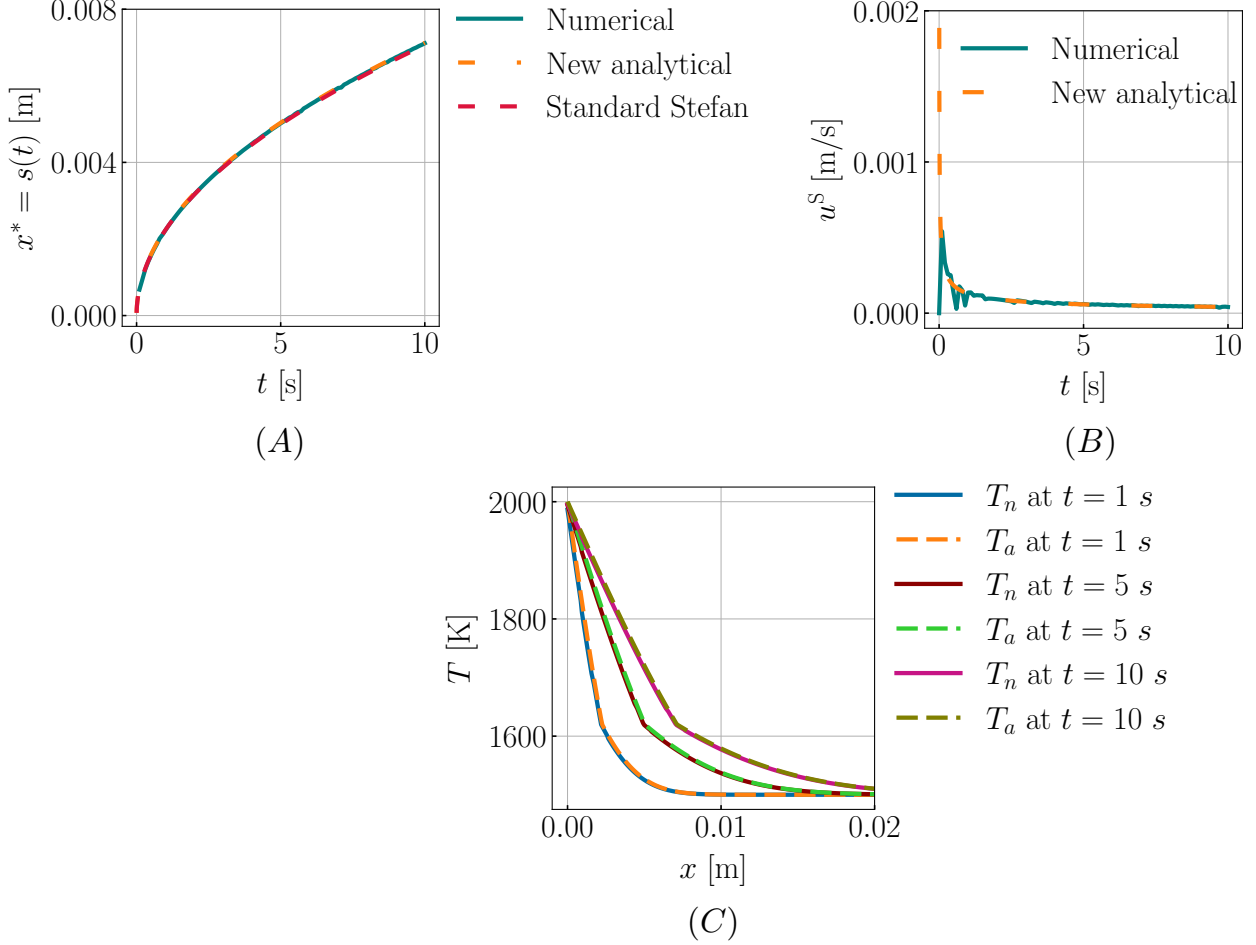 0.008
0.004
0.000
x* = s(t) [m]
0
5
10
t [s]
Numerical
New analytical
Standard Stefan
(A)
0.002
0.001
0.000
u^S [m/s]
Numerical
New analytical
0
5
10
t [s]
(B)
2000
1800
1600
T [K]
0.00
0.01
0.02
x [m]
T_n at t = 1 s
T_a at t = 1 s
T_n at t = 5 s
T_a at t = 5 s
T_n at t = 10 s
T_a at t = 10 s
(C)